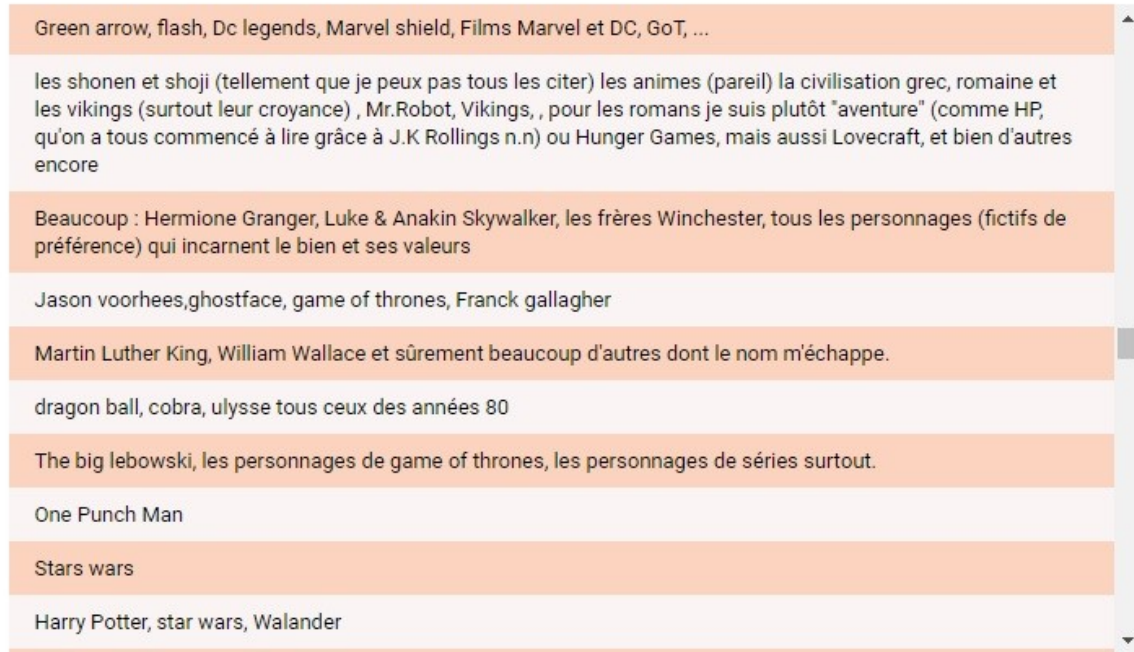 Green arrow, flash, Dc legends, Marvel shield, Films Marvel et DC, GoT, ...
les shonen et shoji (tellement que je peux pas tous les citer) les animes (pareil) la civilisation grec, romaine et
les vikings (surtout leur croyance) , Mr.Robot, Vikings, , pour les romans je suis plutôt "aventure" (comme HP,
qu'on a tous commencé à lire grâce à J.K Rollings n.n) ou Hunger Games, mais aussi Lovecraft, et bien d'autres
encore
Beaucoup : Hermione Granger, Luke & Anakin Skywalker, les frères Winchester, tous les personnages (fictifs de
préférence) qui incarnent le bien et ses valeurs
Jason voorhees,ghostface, game of thrones, Franck gallagher
Martin Luther King, William Wallace et sûrement beaucoup d'autres dont le nom m'échappe.
dragon ball, cobra, ulysse tous ceux des années 80
The big lebowski, les personnages de game of thrones, les personnages de séries surtout.
One Punch Man
Stars wars
Harry Potter, star wars, Walander